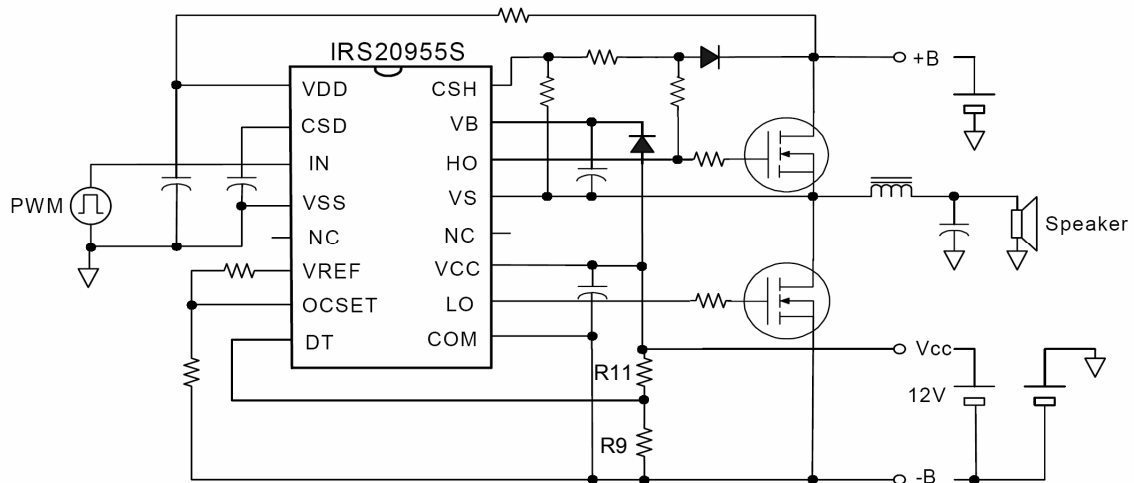 IRS20955S
VDD
CSD
IN
VSS
NC
VREF
OCSET
DT
CSH
VB
HO
VS
NC
VCC
LO
COM
PWM
+B
Speaker
Vcc
R11
12V
R9
-B